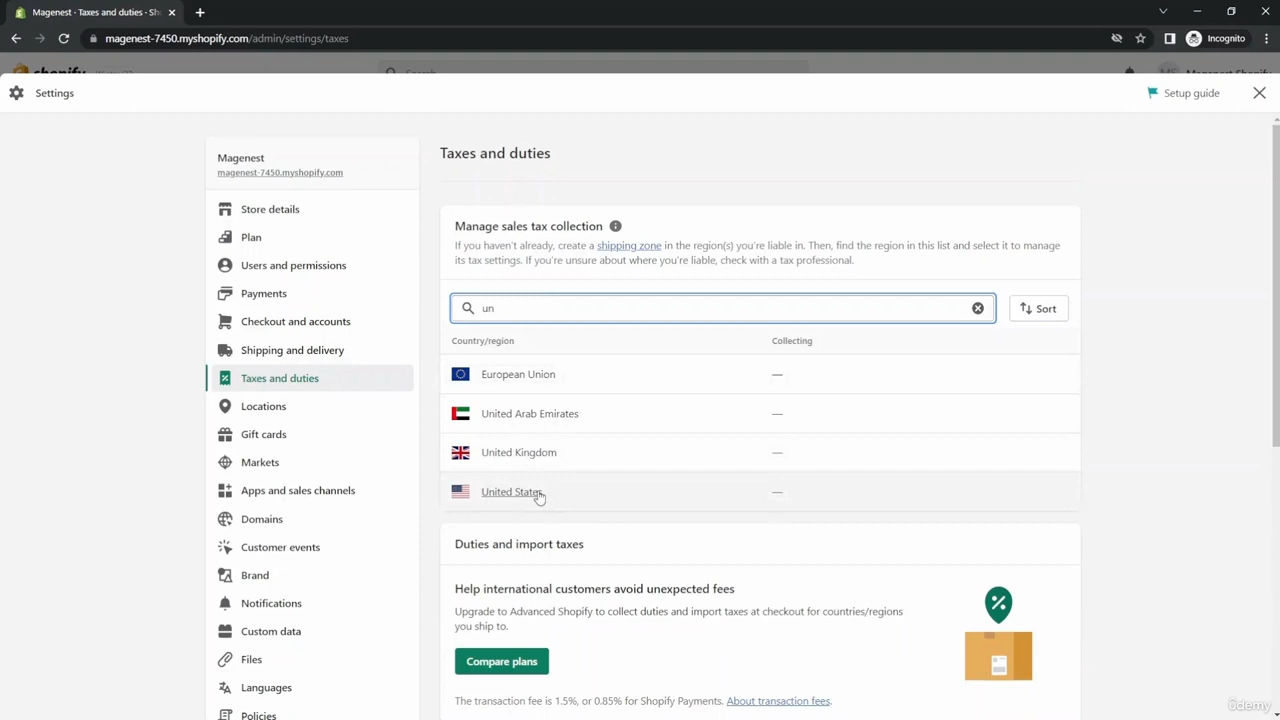 Magenest - Taxes and duties - Sh
magenest-7450.myshopify.com/admin/settings/taxes
Incognito
Settings
Setup guide
Magenest
magenest-7450.myshopify.com
Store details
Plan
Users and permissions
Payments
Checkout and accounts
Shipping and delivery
Taxes and duties
Locations
Gift cards
Markets
Apps and sales channels
Domains
Customer events
Brand
Notifications
Custom data
Files
Languages
Policies
Taxes and duties
Manage sales tax collection
If you haven't already, create a shipping zone in the region(s) you're liable in. Then, find the region in this list and select it to manage
its tax settings. If you're unsure about where you're liable, check with a tax professional.
un
Sort
Country/region Collecting
European Union —
United Arab Emirates —
United Kingdom —
United States —
Duties and import taxes
Help international customers avoid unexpected fees
Upgrade to Advanced Shopify to collect duties and import taxes at checkout for countries/regions
you ship to.
Compare plans
The transaction fee is 1.5%, or 0.85% for Shopify Payments. About transaction fees.
ûdemy